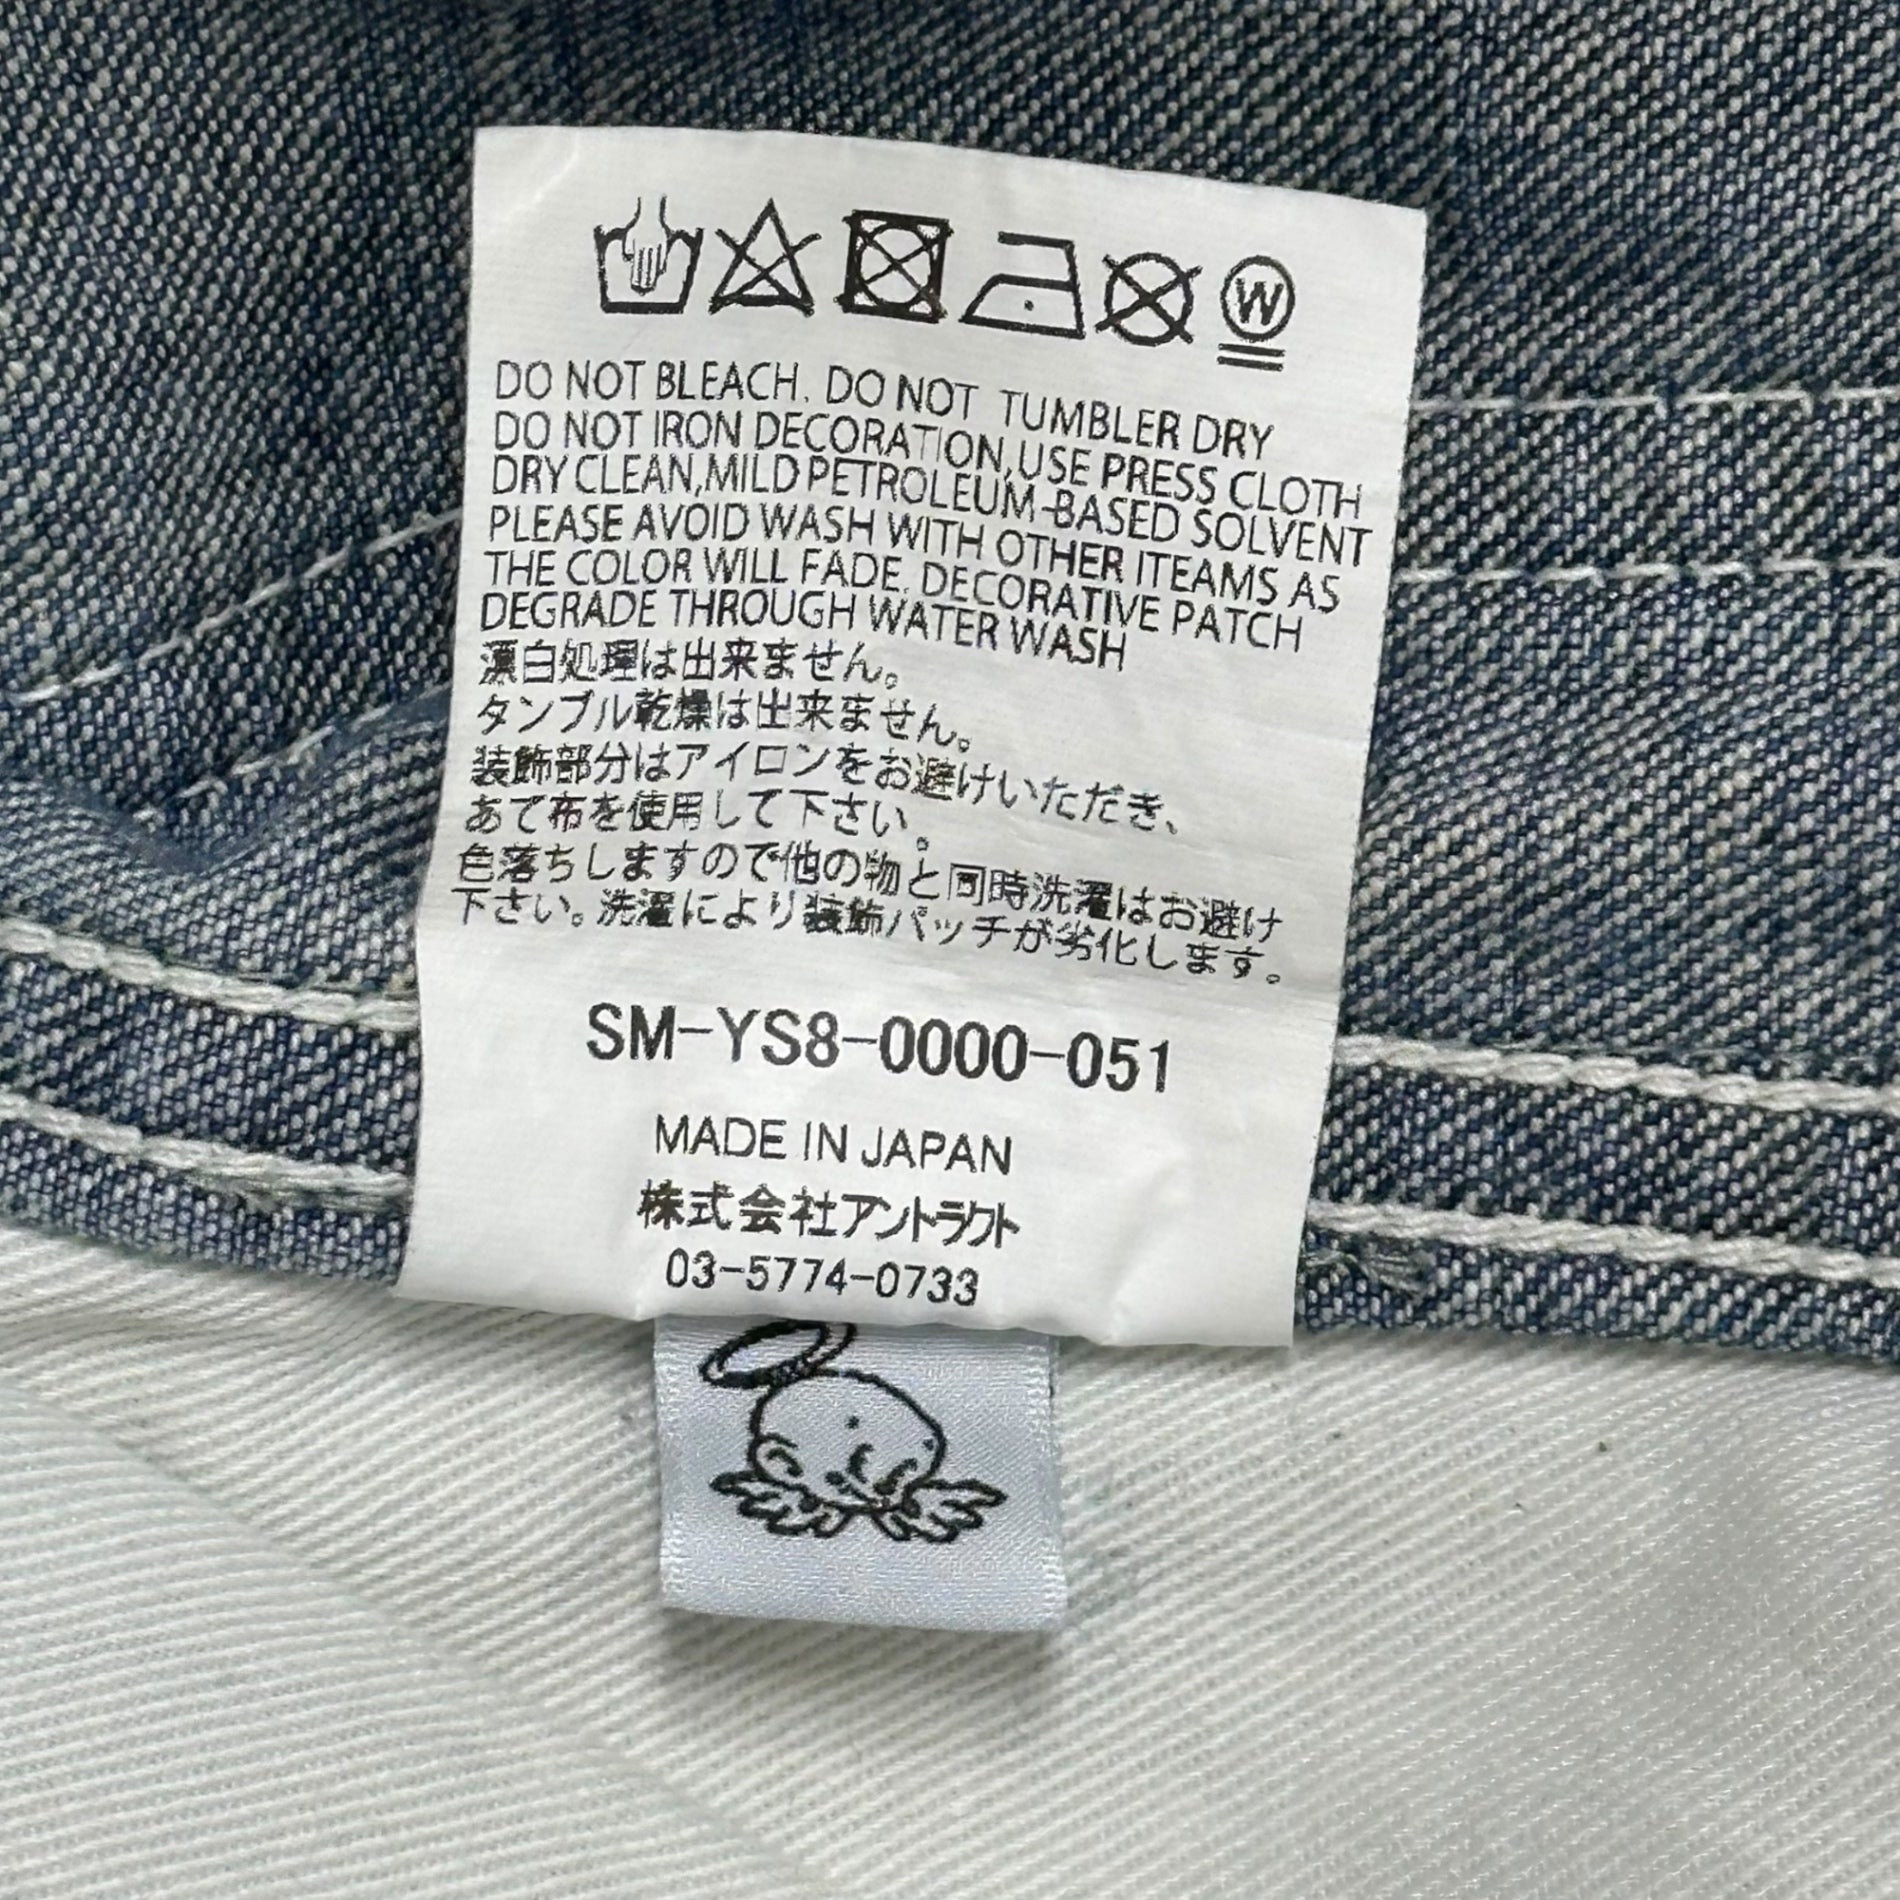 W
DO NOT BLEACH. DO NOT TUMBLER DRY
DO NOT IRON DECORATION,USE PRESS CLOTH
DRY CLEAN,MILD PETROLEUM-BASED SOLVENT
PLEASE AVOID WASH WITH OTHER ITEAMS AS
THE COLOR WILL FADE. DECORATIVE PATCH
DEGRADE THROUGH WATER WASH
漂白処理は出来ません。
タンブル乾燥は出来ません。
装飾部分はアイロンをお避けいただき、
あて布を使用して下さい。
色落ちしますので他の物と同時洗濯はお避け
下さい。洗濯により装飾パッチが劣化します。
SM-YS8-0000-051
MADE IN JAPAN
株式会社アントラクト
03-5774-0733